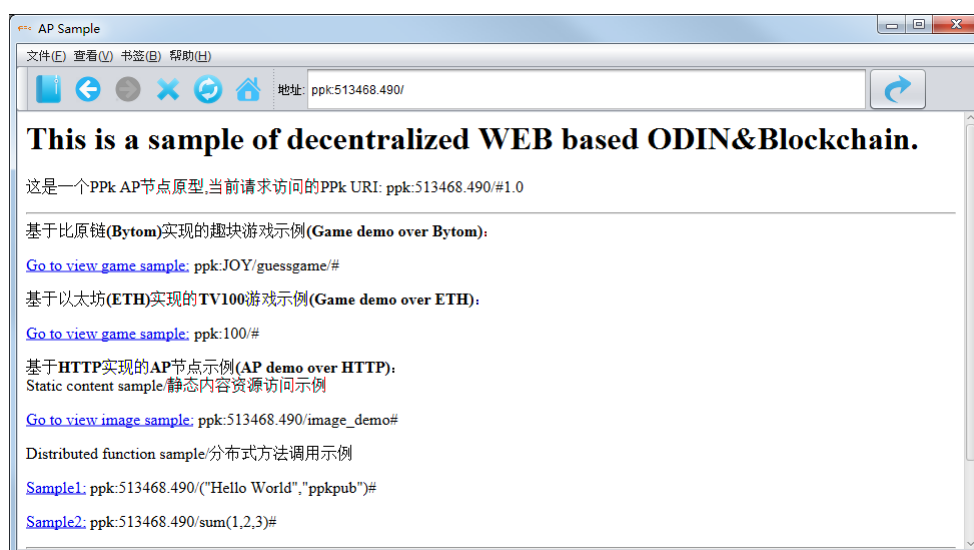 AP Sample
文件(F) 查看(V) 书签(B) 帮助(H)
地址: ppk:513468.490/
This is a sample of decentralized WEB based ODIN&Blockchain.
这是一个PPk AP节点原型,当前请求访问的PPk URI: ppk:513468.490/#1.0
基于比原链(Bytom)实现的趣块游戏示例(Game demo over Bytom):
Go to view game sample: ppk:JOY/guessgame/#
基于以太坊(ETH)实现的TV100游戏示例(Game demo over ETH):
Go to view game sample: ppk:100/#
基于HTTP实现的AP节点示例(AP demo over HTTP):
Static content sample/静态内容资源访问示例
Go to view image sample: ppk:513468.490/image_demo#
Distributed function sample/分布式方法调用示例
Sample1: ppk:513468.490/("Hello World","ppkpub")#
Sample2: ppk:513468.490/sum(1,2,3)#